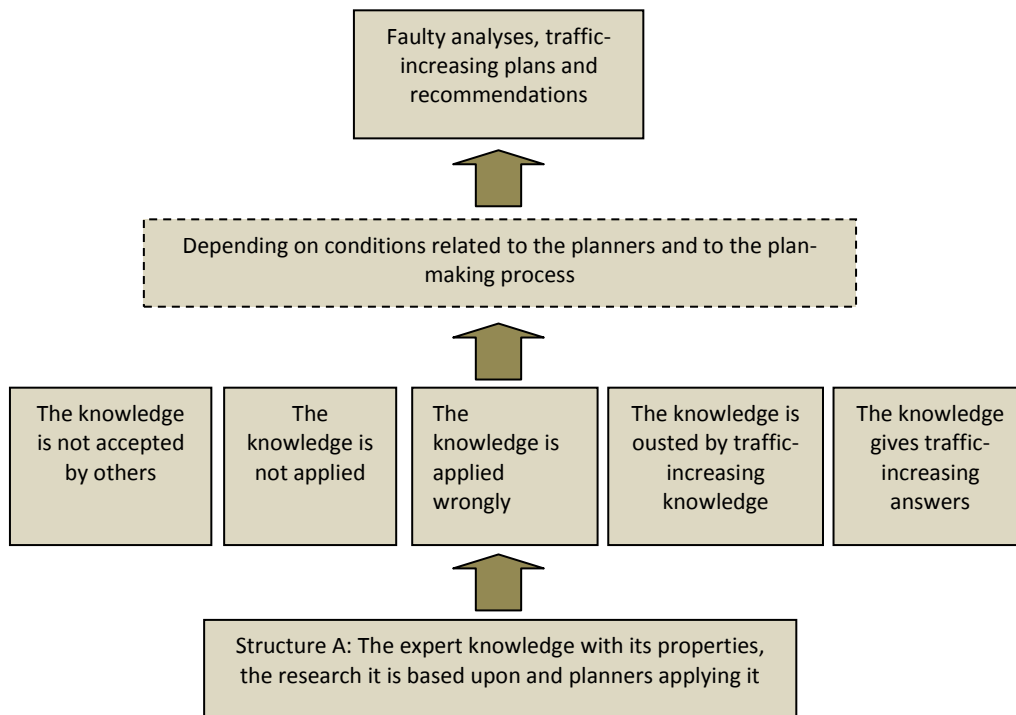 Faulty analyses, traffic-
increasing plans and
recommendations
Depending on conditions related to the planners and to the plan-
making process
The knowledge
is not accepted
by others
The
knowledge is
not applied
The
knowledge is
applied
wrongly
The knowledge is
ousted by traffic-
increasing
knowledge
The knowledge
gives traffic-
increasing
answers
Structure A: The expert knowledge with its properties,
the research it is based upon and planners applying it